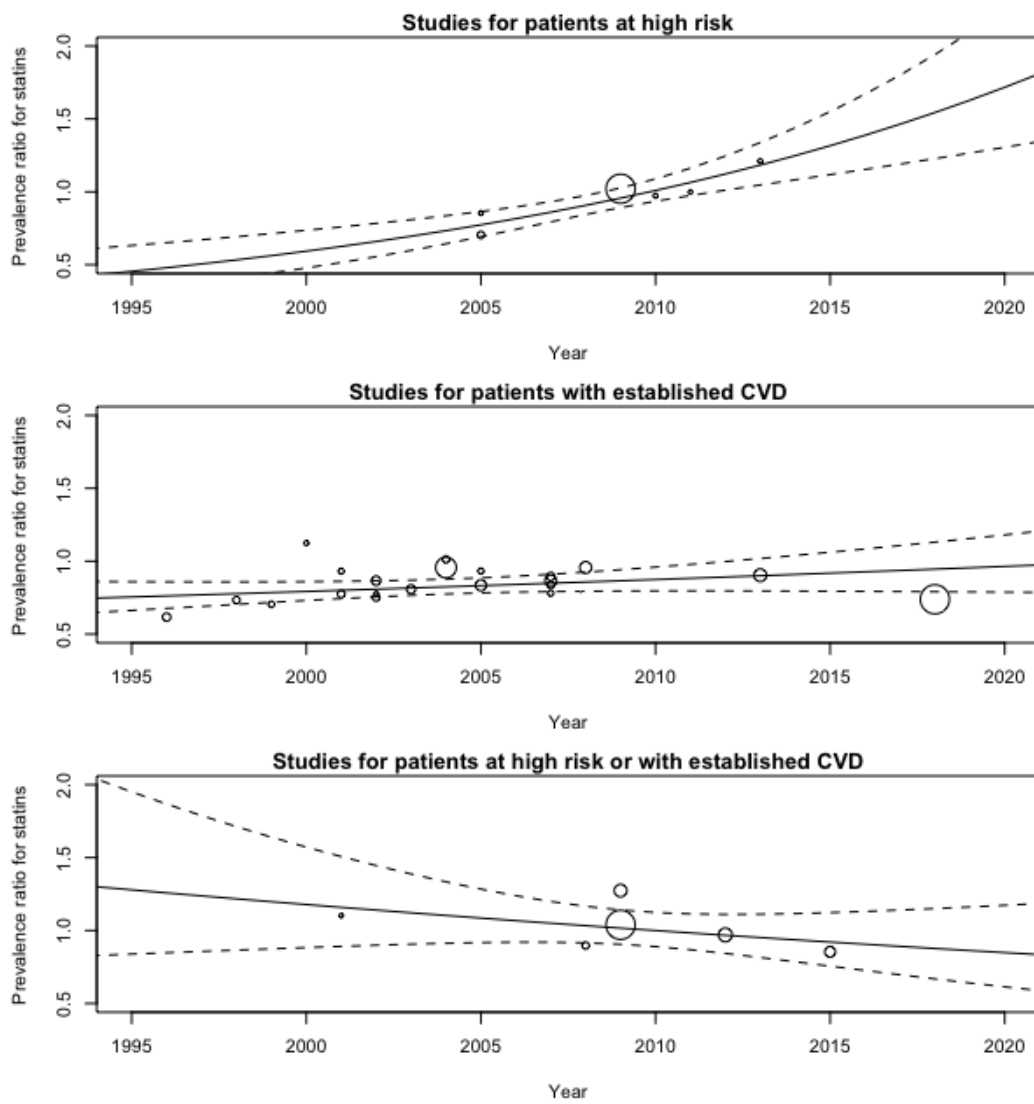 Studies for patients at high risk
Prevalence ratio for statins
2.0
1.5
1.0
0.5
1995 2000 2005 2010 2015 2020
Year
Studies for patients with established CVD
Prevalence ratio for statins
2.0
1.5
1.0
0.5
1995 2000 2005 2010 2015 2020
Year
Studies for patients at high risk or with established CVD
Prevalence ratio for statins
2.0
1.5
1.0
0.5
1995 2000 2005 2010 2015 2020
Year